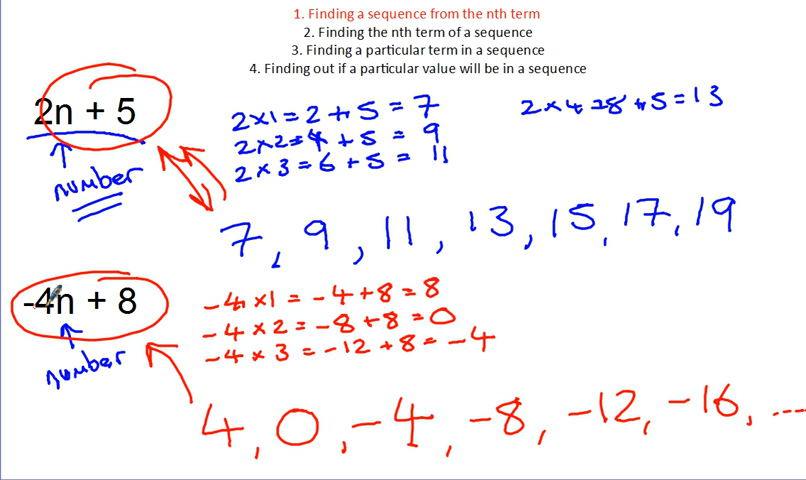 1. Finding a sequence from the nth term
2. Finding the nth term of a sequence
3. Finding a particular term in a sequence
4. Finding out if a particular value will be in a sequence
2n + 5
number
2×1=2+5=7
2×2=4+5=9
2×3=6+5=11
2×4=8+5=13
7, 9, 11, 13, 15, 17, 19
-4n + 8
number
-4×1=-4+8=8
-4×2=-8+8=0
-4×3=-12+8=-4
4, 0, -4, -8, -12, -16, ....